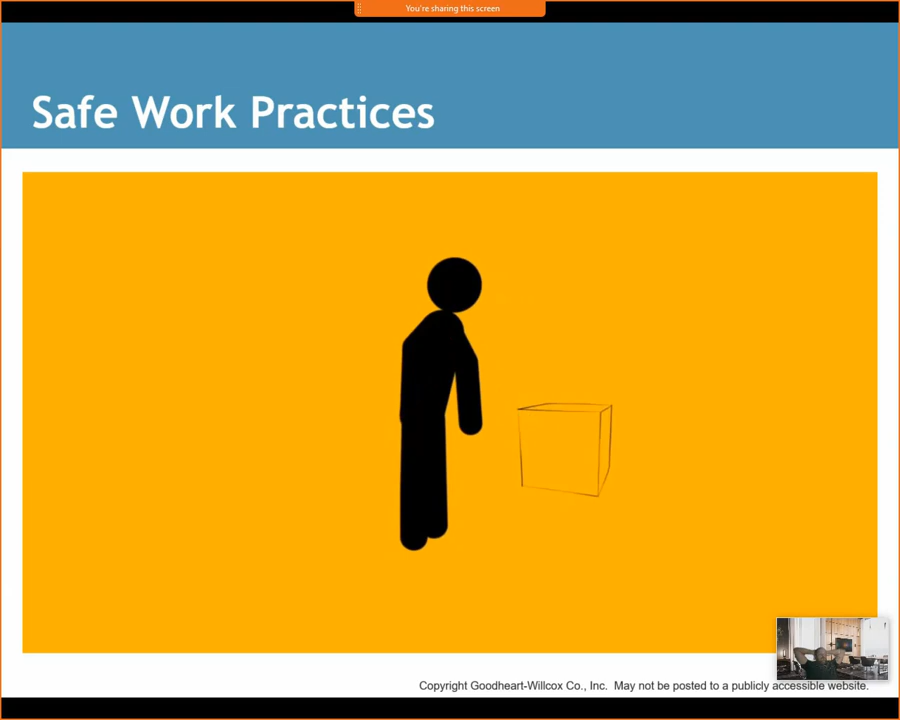 You're sharing this screen
Safe Work Practices
Copyright Goodheart-Willcox Co., Inc.  May not be posted to a publicly accessible website.